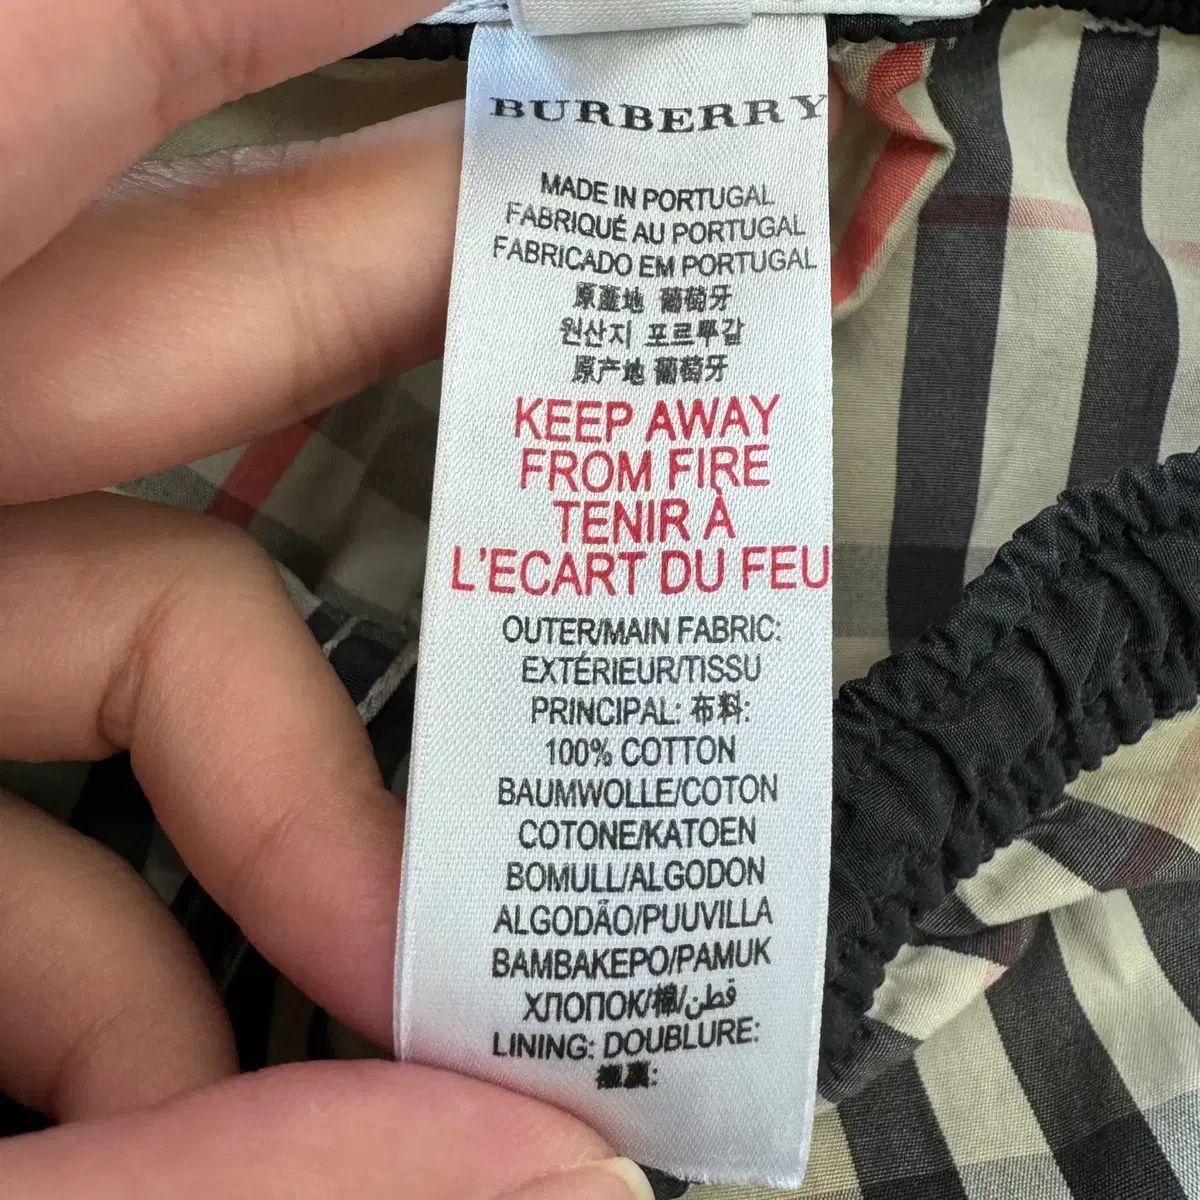 BURBERRY
MADE IN PORTUGAL
FABRIQUÉ AU PORTUGAL
FABRICADO EM PORTUGAL
原產地 葡萄牙
원산지 포르투갈
原产地 葡萄牙
KEEP AWAY
FROM FIRE
TENIR À
L'ECART DU FEU
OUTER/MAIN FABRIC:
EXTÉRIEUR/TISSU
PRINCIPAL: 布料:
100% COTTON
BAUMWOLLE/COTON
COTONE/KATOEN
BOMULL/ALGODON
ALGODÃO/PUUVILLA
BAMBAKEPO/PAMUK
ХЛОПОК/棉/قطن
LINING: DOUBLURE: